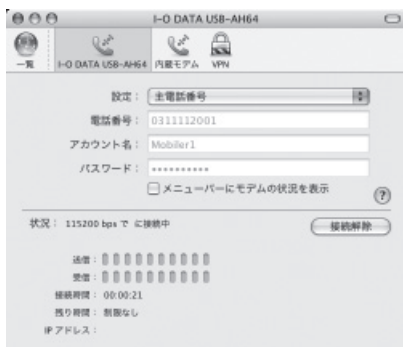 I-O DATA USB-AH64
一覧
I-O DATA USB-AH64
内蔵モデム
VPN
設定：主電話番号
電話番号：0311112001
アカウント名：Mobiler1
パスワード：••••••••••
メニューバーにモデムの状況を表示
?
状況：115200 bps で に接続中
接続解除
送信：
受信：
接続時間：00:00:21
残り時間：制限なし
IP アドレス：